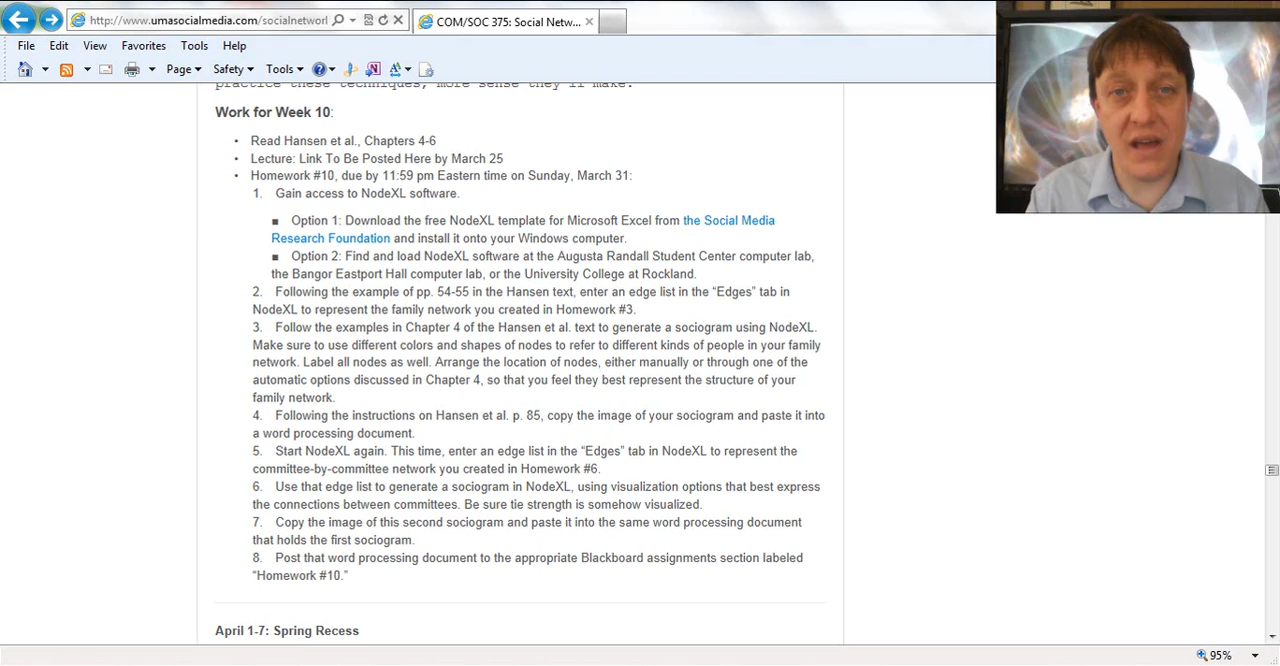 http://www.umasocialmedia.com/socialnetworl
COM/SOC 375: Social Netw...
File Edit View Favorites Tools Help
Page Safety Tools
practice these techniques, more sense they'll make.
Work for Week 10:
• Read Hansen et al., Chapters 4-6
• Lecture: Link To Be Posted Here by March 25
• Homework #10, due by 11:59 pm Eastern time on Sunday, March 31:
1. Gain access to NodeXL software.
■ Option 1: Download the free NodeXL template for Microsoft Excel from the Social Media
Research Foundation and install it onto your Windows computer.
■ Option 2: Find and load NodeXL software at the Augusta Randall Student Center computer lab,
the Bangor Eastport Hall computer lab, or the University College at Rockland.
2. Following the example of pp. 54-55 in the Hansen text, enter an edge list in the “Edges” tab in
NodeXL to represent the family network you created in Homework #3.
3. Follow the examples in Chapter 4 of the Hansen et al. text to generate a sociogram using NodeXL.
Make sure to use different colors and shapes of nodes to refer to different kinds of people in your family
network. Label all nodes as well. Arrange the location of nodes, either manually or through one of the
automatic options discussed in Chapter 4, so that you feel they best represent the structure of your
family network.
4. Following the instructions on Hansen et al. p. 85, copy the image of your sociogram and paste it into
a word processing document.
5. Start NodeXL again. This time, enter an edge list in the “Edges” tab in NodeXL to represent the
committee-by-committee network you created in Homework #6.
6. Use that edge list to generate a sociogram in NodeXL, using visualization options that best express
the connections between committees. Be sure tie strength is somehow visualized.
7. Copy the image of this second sociogram and paste it into the same word processing document
that holds the first sociogram.
8. Post that word processing document to the appropriate Blackboard assignments section labeled
“Homework #10.”
April 1-7: Spring Recess
95%